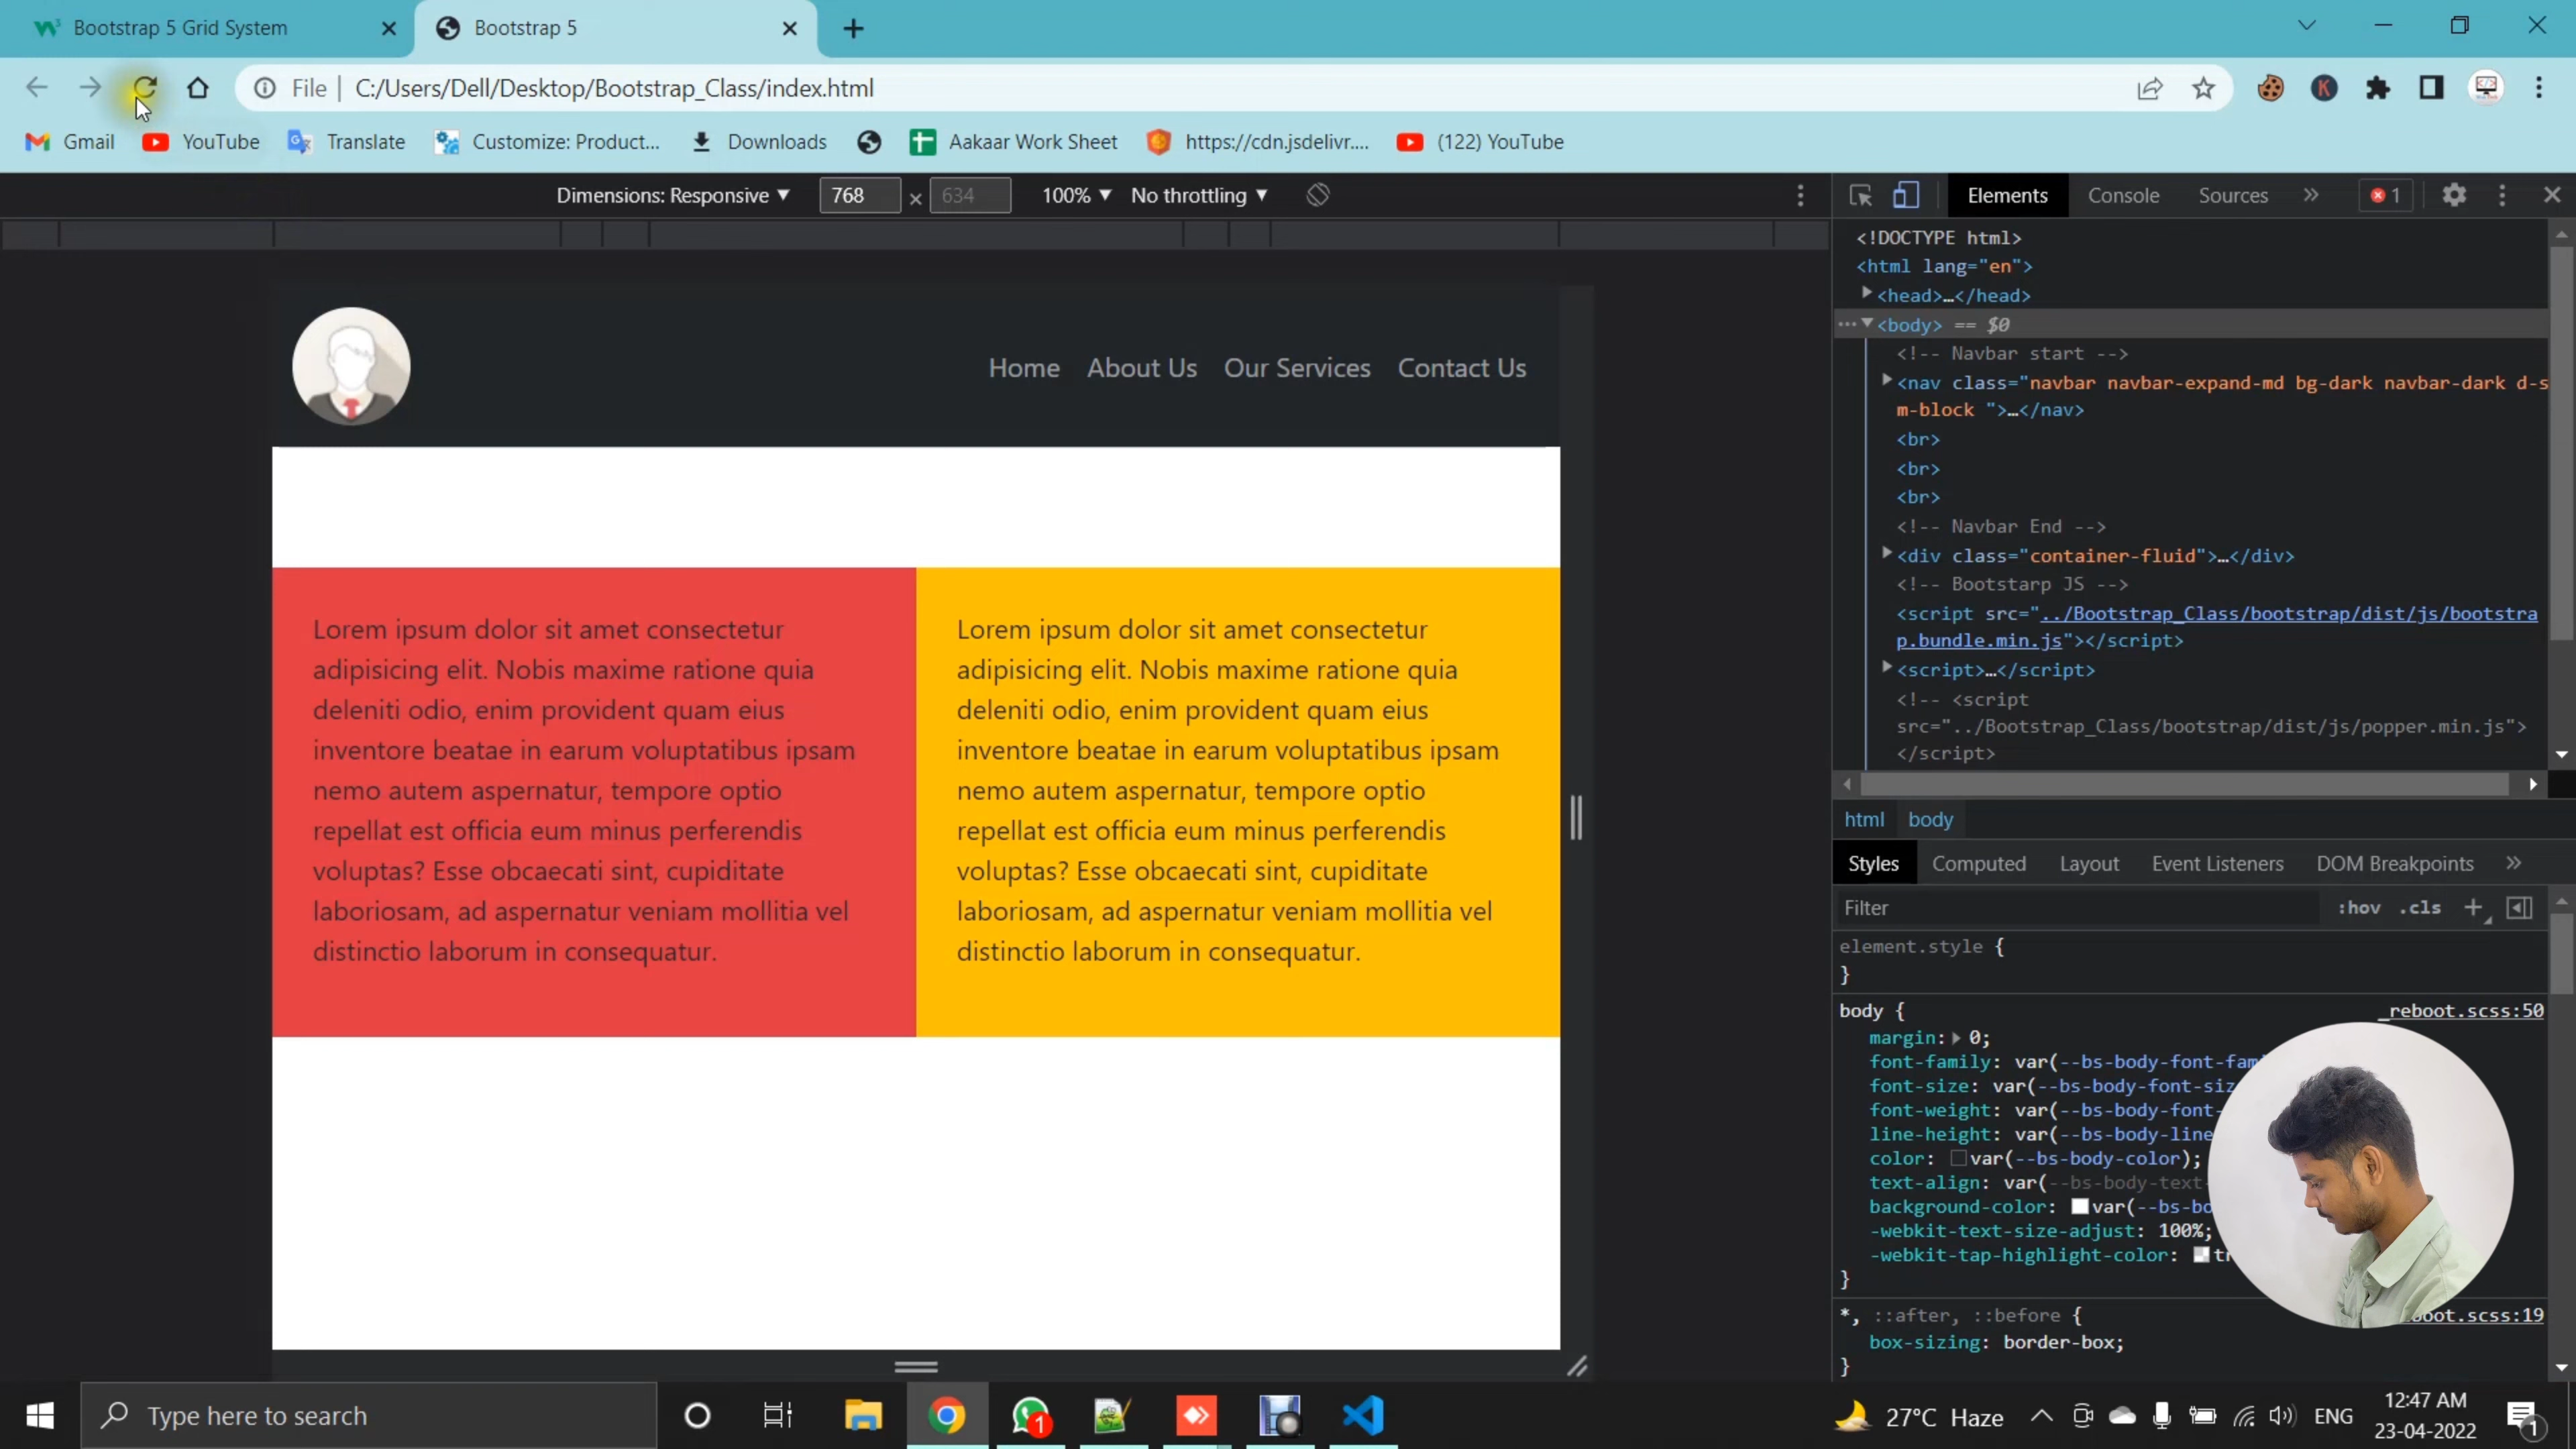 Bootstrap 5 Grid System
Bootstrap 5
File | C:/Users/Dell/Desktop/Bootstrap_Class/index.html
K
Gmail YouTube Translate Customize: Product... Downloads Aakaar Work Sheet https://cdn.jsdelivr.... (122) YouTube
Dimensions: Responsive ▼ 768 × 634 100% ▼ No throttling ▼
Elements Console Sources » 1
<!DOCTYPE html>
<html lang="en">
<head>…</head>
<body> == $0
<!-- Navbar start -->
<nav class="navbar navbar-expand-md bg-dark navbar-dark d-s
m-block ">…</nav>
<br>
<br>
<br>
<!-- Navbar End -->
<div class="container-fluid">…</div>
<!-- Bootstarp JS -->
<script src="../Bootstrap_Class/bootstrap/dist/js/bootstra
p.bundle.min.js"></script>
<script>…</script>
<!-- <script
src="../Bootstrap_Class/bootstrap/dist/js/popper.min.js">
</script>
html body
Styles Computed Layout Event Listeners DOM Breakpoints »
Filter :hov .cls +
element.style {
}
body { _reboot.scss:50
margin: 0;
font-family: var(--bs-body-font-fam
font-size: var(--bs-body-font-siz
font-weight: var(--bs-body-font-
line-height: var(--bs-body-line
color: var(--bs-body-color);
text-align: var(--bs-body-text
background-color: var(--bs-bo
-webkit-text-size-adjust: 100%;
-webkit-tap-highlight-color: tr
}
*, ::after, ::before { boot.scss:19
box-sizing: border-box;
}
Home About Us Our Services Contact Us
Lorem ipsum dolor sit amet consectetur
adipisicing elit. Nobis maxime ratione quia
deleniti odio, enim provident quam eius
inventore beatae in earum voluptatibus ipsam
nemo autem aspernatur, tempore optio
repellat est officia eum minus perferendis
voluptas? Esse obcaecati sint, cupiditate
laboriosam, ad aspernatur veniam mollitia vel
distinctio laborum in consequatur.
Lorem ipsum dolor sit amet consectetur
adipisicing elit. Nobis maxime ratione quia
deleniti odio, enim provident quam eius
inventore beatae in earum voluptatibus ipsam
nemo autem aspernatur, tempore optio
repellat est officia eum minus perferendis
voluptas? Esse obcaecati sint, cupiditate
laboriosam, ad aspernatur veniam mollitia vel
distinctio laborum in consequatur.
Type here to search
1
27°C Haze
ENG
12:47 AM
23-04-2022
1